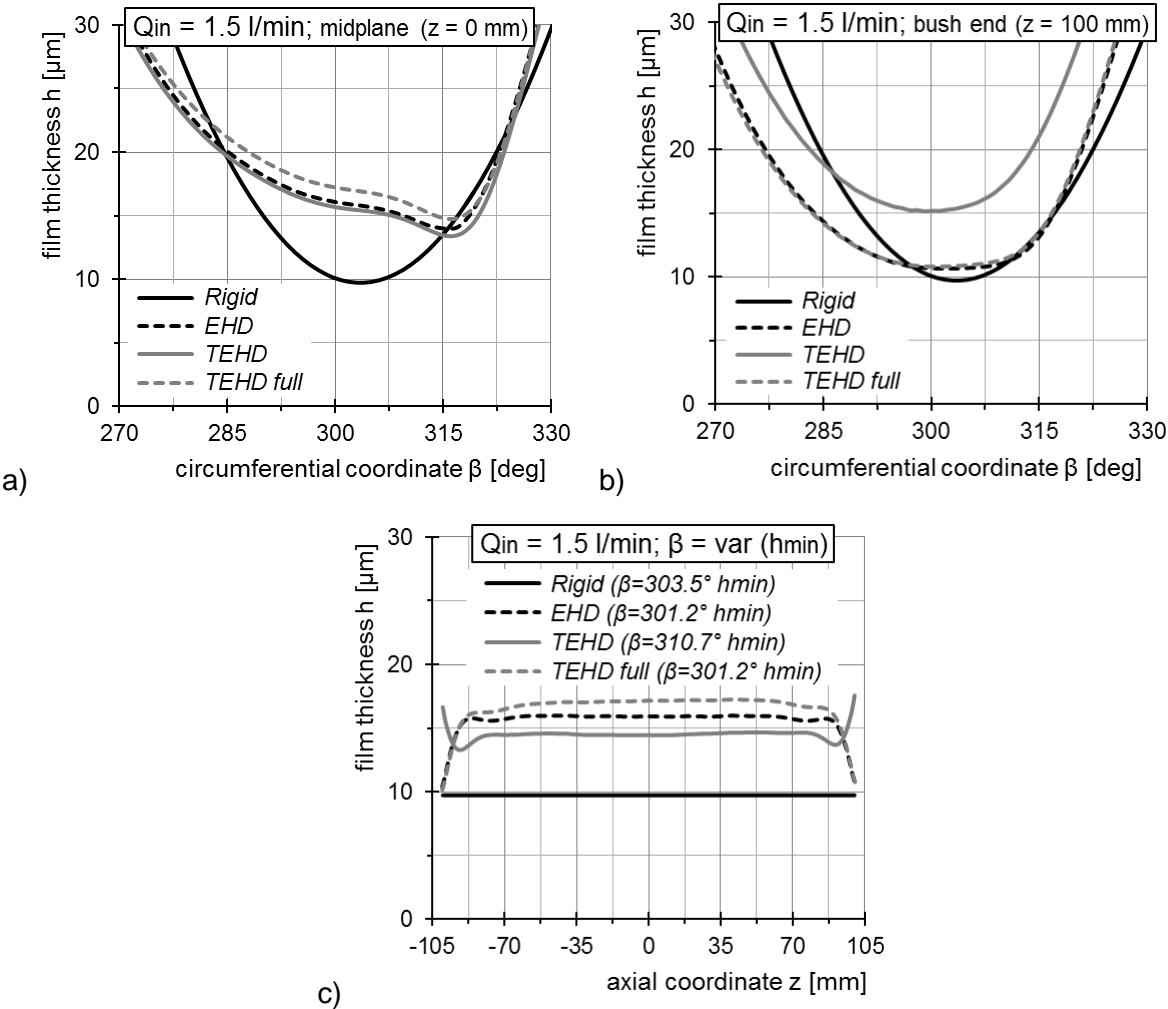 Qin = 1.5 l/min; midplane (z = 0 mm)
film thickness h [µm]
30
20
10
0
Rigid
EHD
TEHD
TEHD full
270 285 300 315 330
circumferential coordinate β [deg]
a)
Qin = 1.5 l/min; bush end (z = 100 mm)
film thickness h [µm]
30
20
10
0
Rigid
EHD
TEHD
TEHD full
270 285 300 315 330
circumferential coordinate β [deg]
b)
Qin = 1.5 l/min; β = var (hmin)
film thickness h [µm]
30
20
10
0
Rigid (β=303.5° hmin)
EHD (β=301.2° hmin)
TEHD (β=310.7° hmin)
TEHD full (β=301.2° hmin)
-105 -70 -35 0 35 70 105
axial coordinate z [mm]
c)